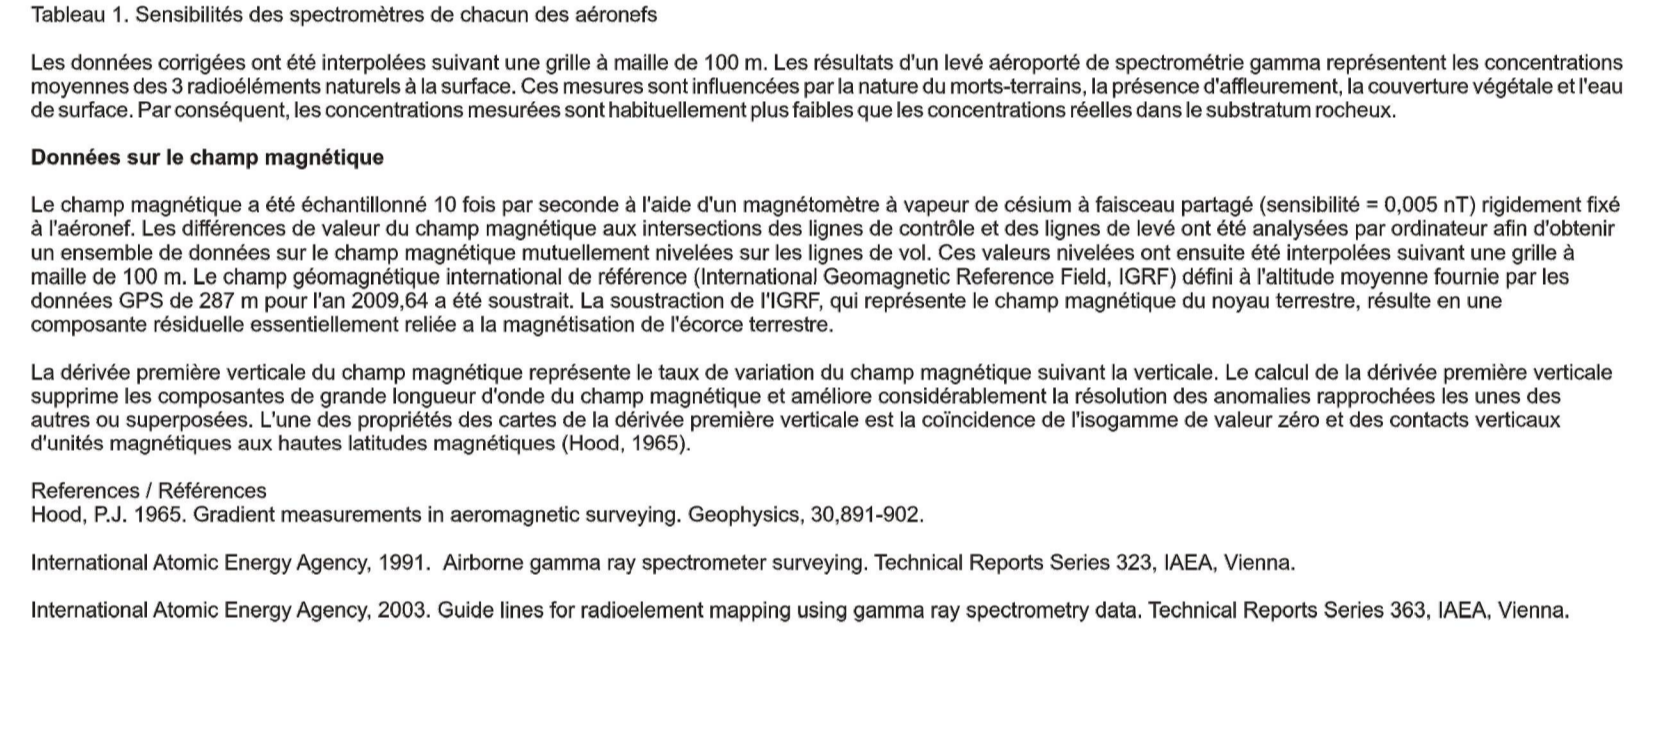 Tableau 1. Sensibilités des spectromètres de chacun des aéronefs
Les données corrigées ont été interpolées suivant une grille à maille de 100 m. Les résultats d'un levé aéroporté de spectrométrie gamma représentent les concentrations
moyennes des 3 radioéléments naturels à la surface. Ces mesures sont influencées par la nature du morts-terrains, la présence d'affleurement, la couverture végétale et l'eau
de surface. Par conséquent, les concentrations mesurées sont habituellement plus faibles que les concentrations réelles dans le substratum rocheux.
Données sur le champ magnétique
Le champ magnétique a été échantillonné 10 fois par seconde à l'aide d'un magnétomètre à vapeur de césium à faisceau partagé (sensibilité = 0,005 nT) rigidement fixé
à l'aéronef. Les différences de valeur du champ magnétique aux intersections des lignes de contrôle et des lignes de levé ont été analysées par ordinateur afin d'obtenir
un ensemble de données sur le champ magnétique mutuellement nivelées sur les lignes de vol. Ces valeurs nivelées ont ensuite été interpolées suivant une grille à
maille de 100 m. Le champ géomagnétique international de référence (International Geomagnetic Reference Field, IGRF) défini à l'altitude moyenne fournie par les
données GPS de 287 m pour l'an 2009,64 a été soustrait. La soustraction de l'IGRF, qui représente le champ magnétique du noyau terrestre, résulte en une
composante résiduelle essentiellement reliée a la magnétisation de l'écorce terrestre.
La dérivée première verticale du champ magnétique représente le taux de variation du champ magnétique suivant la verticale. Le calcul de la dérivée première verticale
supprime les composantes de grande longueur d'onde du champ magnétique et améliore considérablement la résolution des anomalies rapprochées les unes des
autres ou superposées. L'une des propriétés des cartes de la dérivée première verticale est la coïncidence de l'isogamme de valeur zéro et des contacts verticaux
d'unités magnétiques aux hautes latitudes magnétiques (Hood, 1965).
References / Références
Hood, P.J. 1965. Gradient measurements in aeromagnetic surveying. Geophysics, 30,891-902.
International Atomic Energy Agency, 1991.  Airborne gamma ray spectrometer surveying. Technical Reports Series 323, IAEA, Vienna.
International Atomic Energy Agency, 2003. Guide lines for radioelement mapping using gamma ray spectrometry data. Technical Reports Series 363, IAEA, Vienna.